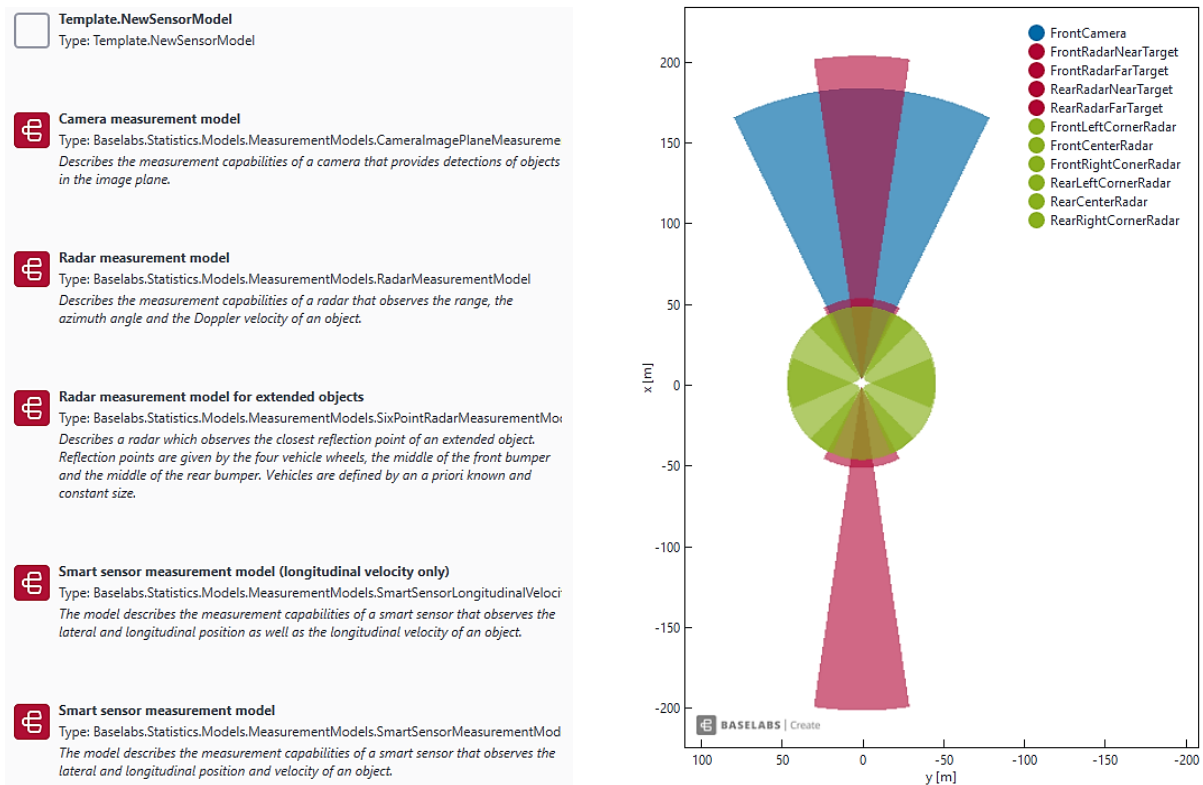 Template.NewSensorModel
Type: Template.NewSensorModel
Camera measurement model
Type: Baselabs.Statistics.Models.MeasurementModels.CameraImagePlaneMeasureme
Describes the measurement capabilities of a camera that provides detections of objects
in the image plane.
Radar measurement model
Type: Baselabs.Statistics.Models.MeasurementModels.RadarMeasurementModel
Describes the measurement capabilities of a radar that observes the range, the
azimuth angle and the Doppler velocity of an object.
Radar measurement model for extended objects
Type: Baselabs.Statistics.Models.MeasurementModels.SixPointRadarMeasurementMo
Describes a radar which observes the closest reflection point of an extended object.
Reflection points are given by the four vehicle wheels, the middle of the front bumper
and the middle of the rear bumper. Vehicles are defined by an a priori known and
constant size.
Smart sensor measurement model (longitudinal velocity only)
Type: Baselabs.Statistics.Models.MeasurementModels.SmartSensorLongitudinalVeloci
The model describes the measurement capabilities of a smart sensor that observes the
lateral and longitudinal position as well as the longitudinal velocity of an object.
Smart sensor measurement model
Type: Baselabs.Statistics.Models.MeasurementModels.SmartSensorMeasurementMod
The model describes the measurement capabilities of a smart sensor that observes the
lateral and longitudinal position and velocity of an object.
FrontCamera
FrontRadarNearTarget
FrontRadarFarTarget
RearRadarNearTarget
RearRadarFarTarget
FrontLeftCornerRadar
FrontCenterRadar
FrontRightConerRadar
RearLeftCornerRadar
RearCenterRadar
RearRightCornerRadar
200
150
100
50
0
-50
-100
-150
-200
x [m]
BASELABS | Create
100
50
0
-50
-100
-150
-200
y [m]